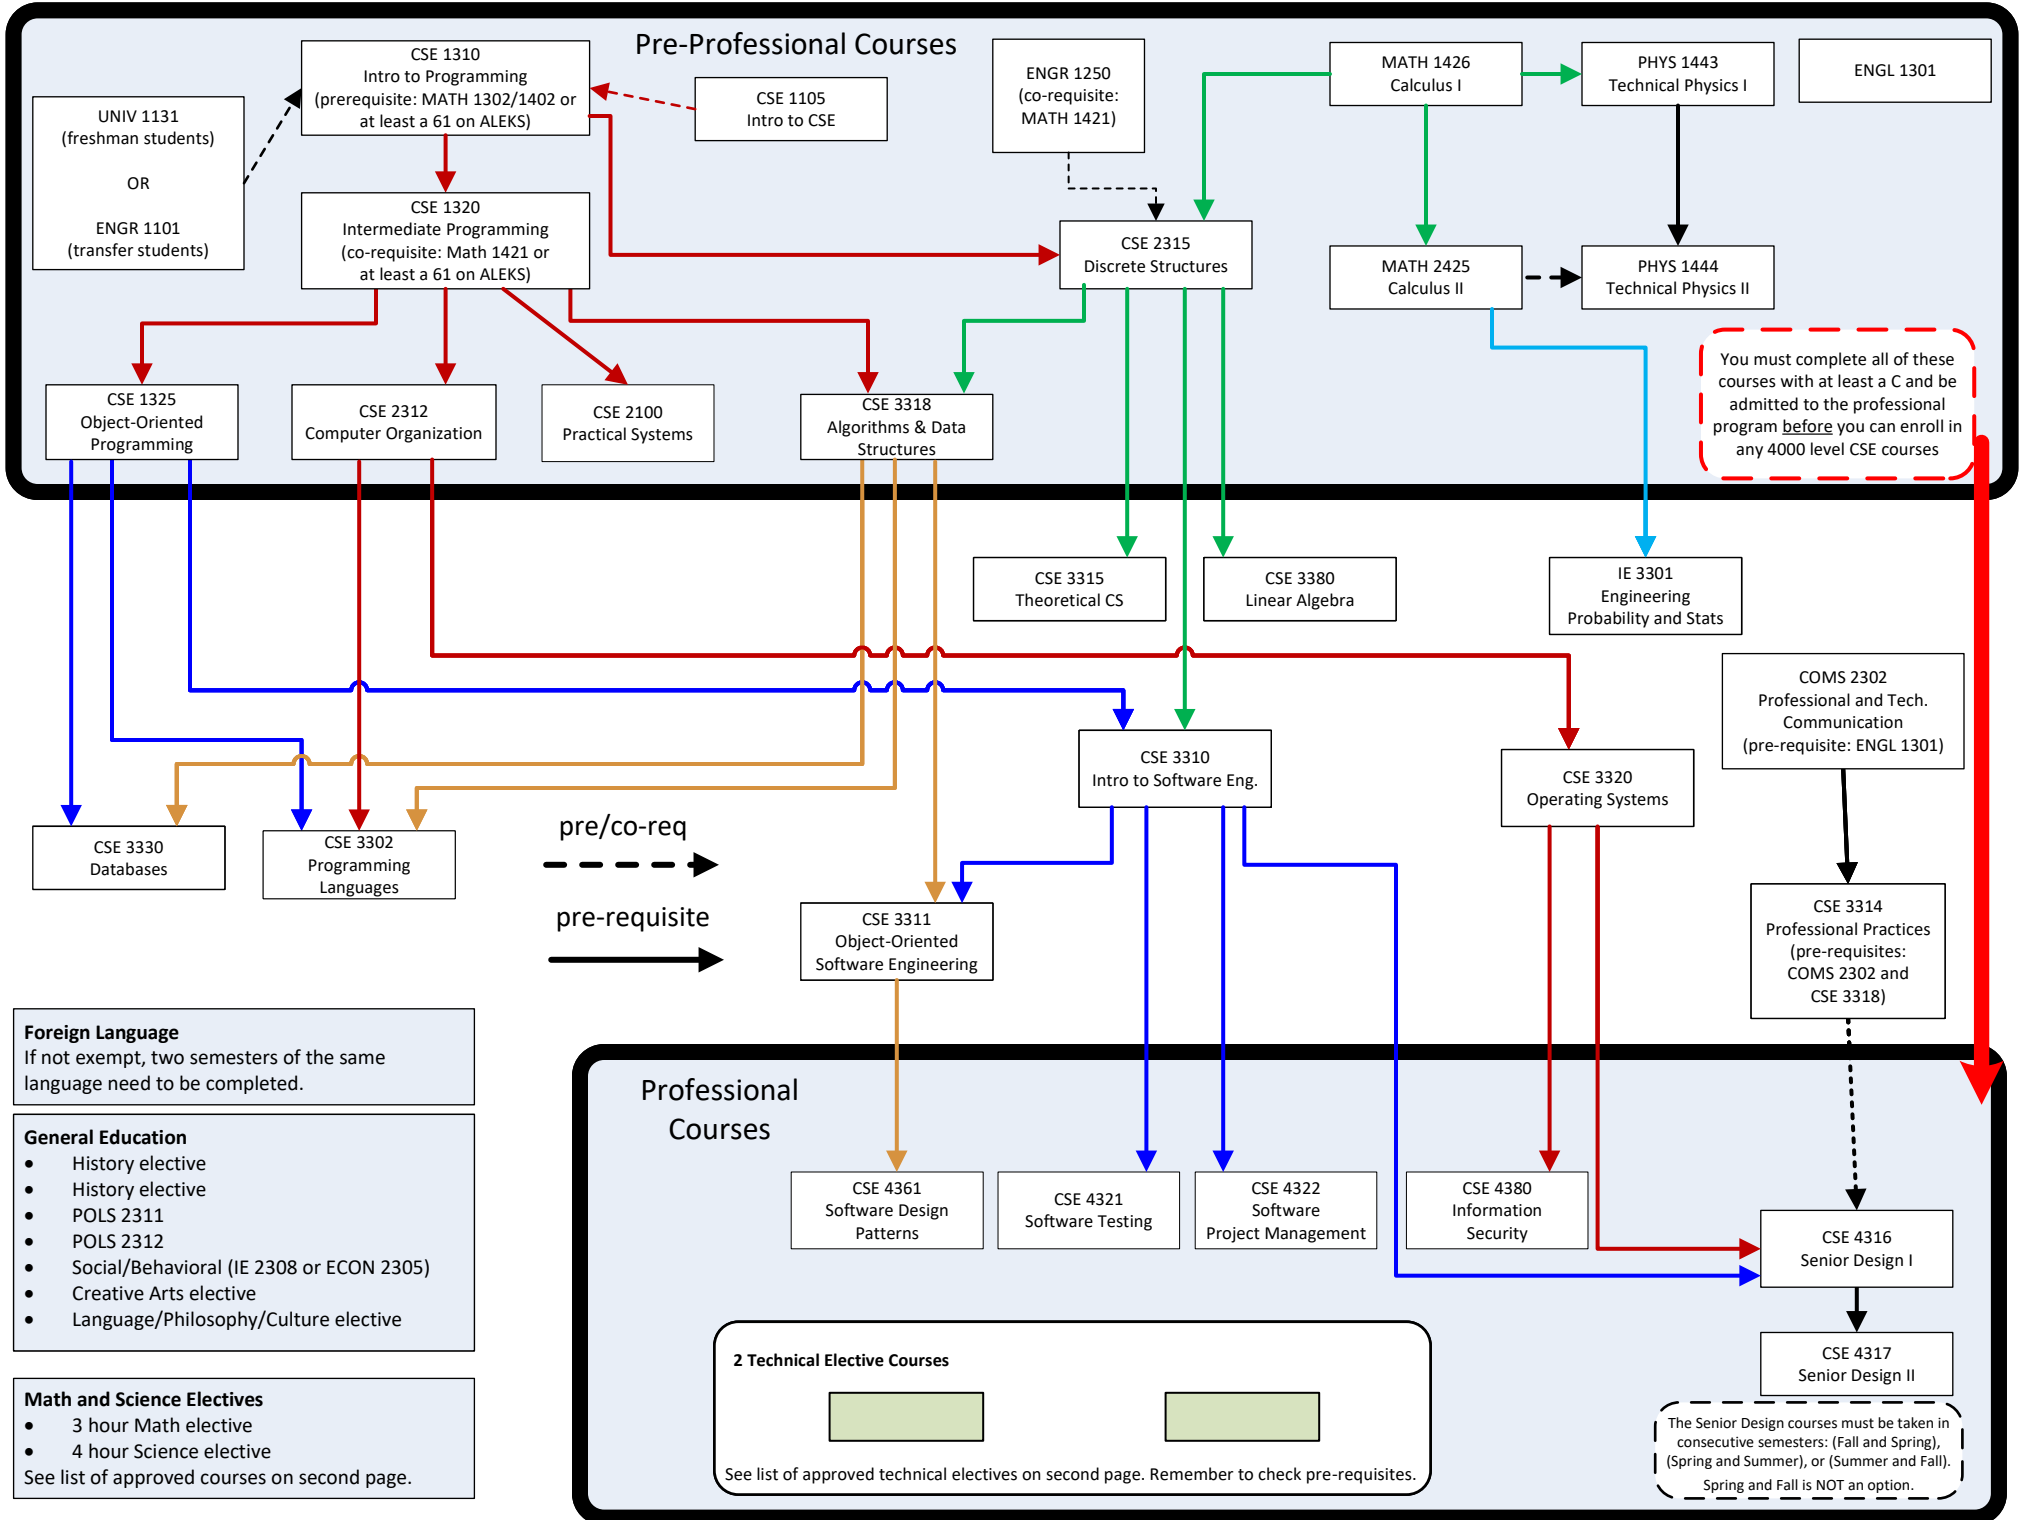 Pre-Professional Courses
CSE 1310
Intro to Programming
(prerequisite: MATH 1302/1402 or
at least a 61 on ALEKS)
CSE 1105
Intro to CSE
ENGR 1250
(co-requisite:
MATH 1421)
MATH 1426
Calculus I
PHYS 1443
Technical Physics I
ENGL 1301
UNIV 1131
(freshman students)
OR
ENGR 1101
(transfer students)
CSE 1320
Intermediate Programming
(co-requisite: Math 1421 or
at least a 61 on ALEKS)
CSE 2315
Discrete Structures
MATH 2425
Calculus II
PHYS 1444
Technical Physics II
You must complete all of these
courses with at least a C and be
admitted to the professional
program before you can enroll in
any 4000 level CSE courses
CSE 1325
Object-Oriented
Programming
CSE 2312
Computer Organization
CSE 2100
Practical Systems
CSE 3318
Algorithms & Data
Structures
CSE 3315
Theoretical CS
CSE 3380
Linear Algebra
IE 3301
Engineering
Probability and Stats
COMS 2302
Professional and Tech.
Communication
(pre-requisite: ENGL 1301)
CSE 3310
Intro to Software Eng.
CSE 3320
Operating Systems
CSE 3330
Databases
CSE 3302
Programming
Languages
pre/co-req
pre-requisite
CSE 3311
Object-Oriented
Software Engineering
CSE 3314
Professional Practices
(pre-requisites:
COMS 2302 and
CSE 3318)
Foreign Language
If not exempt, two semesters of the same
language need to be completed.
General Education
• History elective
• History elective
• POLS 2311
• POLS 2312
• Social/Behavioral (IE 2308 or ECON 2305)
• Creative Arts elective
• Language/Philosophy/Culture elective
Math and Science Electives
• 3 hour Math elective
• 4 hour Science elective
See list of approved courses on second page.
Professional
Courses
CSE 4361
Software Design
Patterns
CSE 4321
Software Testing
CSE 4322
Software
Project Management
CSE 4380
Information
Security
CSE 4316
Senior Design I
CSE 4317
Senior Design II
2 Technical Elective Courses
See list of approved technical electives on second page. Remember to check pre-requisites.
The Senior Design courses must be taken in
consecutive semesters: (Fall and Spring),
(Spring and Summer), or (Summer and Fall).
Spring and Fall is NOT an option.